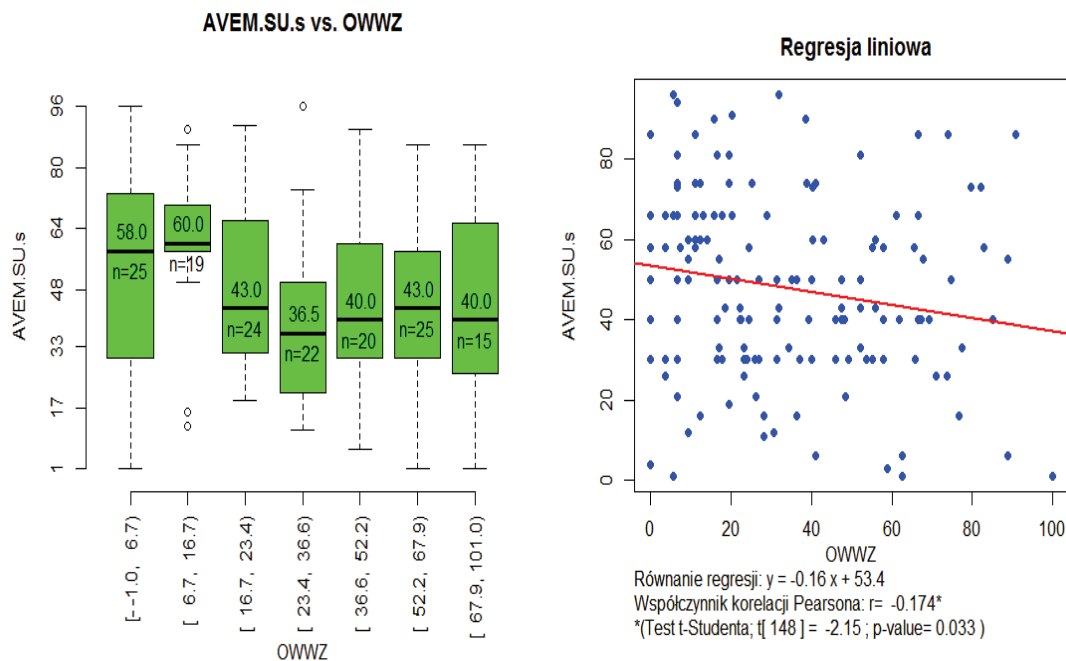 AVEM.SU.s vs. OWWZ
AVEM.SU.s
96
80
64
48
33
17
1
58.0
n=25
60.0
n=19
43.0
n=24
36.5
n=22
40.0
n=20
43.0
n=25
40.0
n=15
[--1.0, 6.7)
[ 6.7, 16.7)
[ 16.7, 23.4)
[ 23.4, 36.6)
[ 36.6, 52.2)
[ 52.2, 67.9)
[ 67.9, 101.0)
OWWZ
Regresja liniowa
AVEM.SU.s
80
60
40
20
0
0 20 40 60 80 100
OWWZ
Równanie regresji: y = -0.16 x + 53.4
Współczynnik korelacji Pearsona: r= -0.174*
*(Test t-Studenta; t[ 148 ] = -2.15 ; p-value= 0.033 )